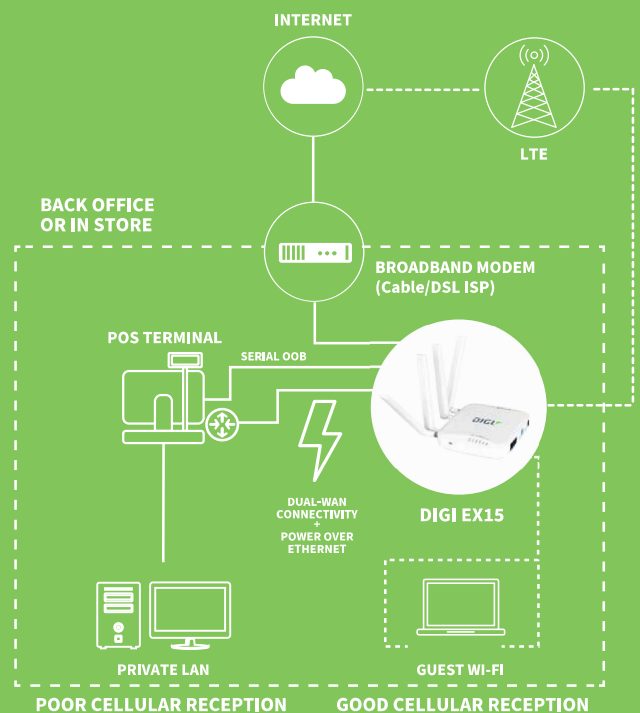 INTERNET
LTE
BACK OFFICE
OR IN STORE
BROADBAND MODEM
(Cable/DSL ISP)
POS TERMINAL
SERIAL OOB
DIGI
DUAL-WAN
CONNECTIVITY
+
POWER OVER
ETHERNET
DIGI EX15
PRIVATE LAN
GUEST WI-FI
POOR CELLULAR RECEPTION
GOOD CELLULAR RECEPTION